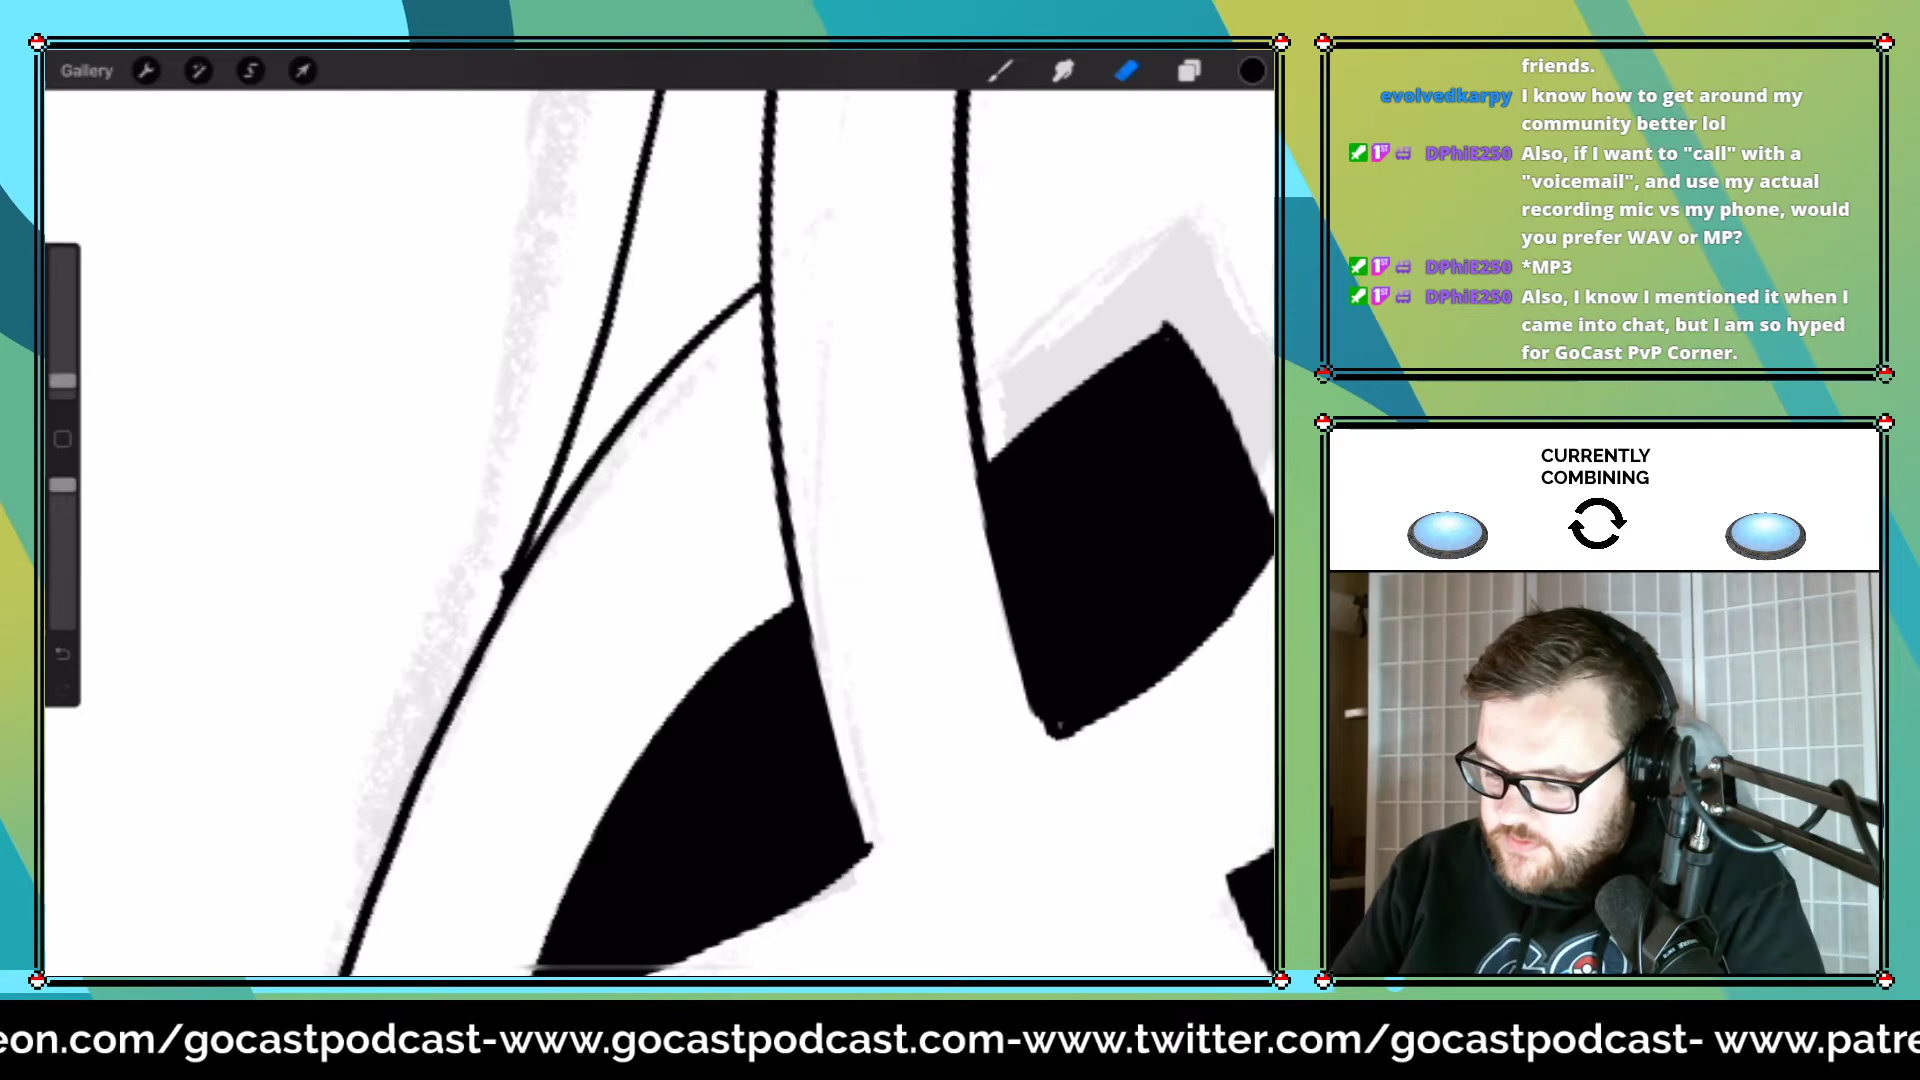 Gallery
friends.
evolvedkarpy I know how to get around my
community better lol
DPhiE250 Also, if I want to "call" with a
"voicemail", and use my actual
recording mic vs my phone, would
you prefer WAV or MP?
DPhiE250 *MP3
DPhiE250 Also, I know I mentioned it when I
came into chat, but I am so hyped
for GoCast PvP Corner.
CURRENTLY
COMBINING
eon.com/gocastpodcast-www.gocastpodcast.com-www.twitter.com/gocastpodcast- www.patre